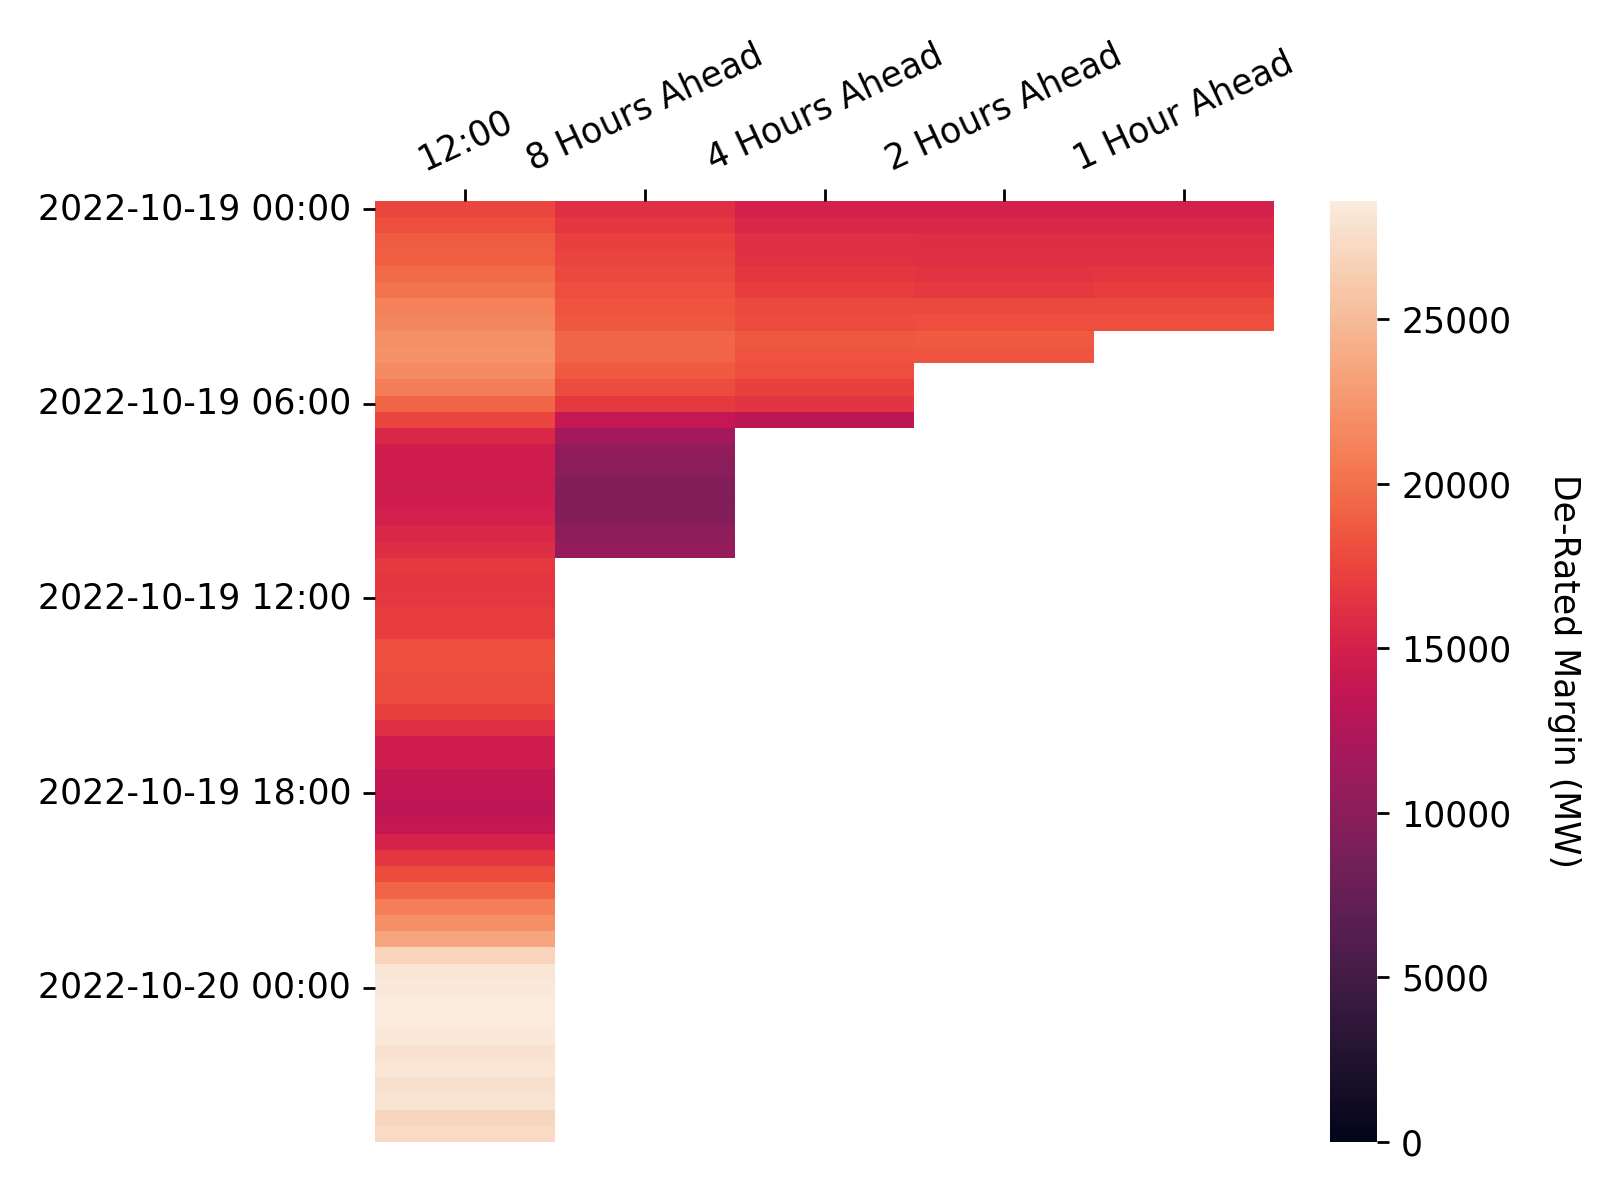 12:00
8 Hours Ahead
4 Hours Ahead
2 Hours Ahead
1 Hour Ahead
2022-10-19 00:00
2022-10-19 06:00
2022-10-19 12:00
2022-10-19 18:00
2022-10-20 00:00
25000
20000
15000
10000
5000
0
De-Rated Margin (MW)